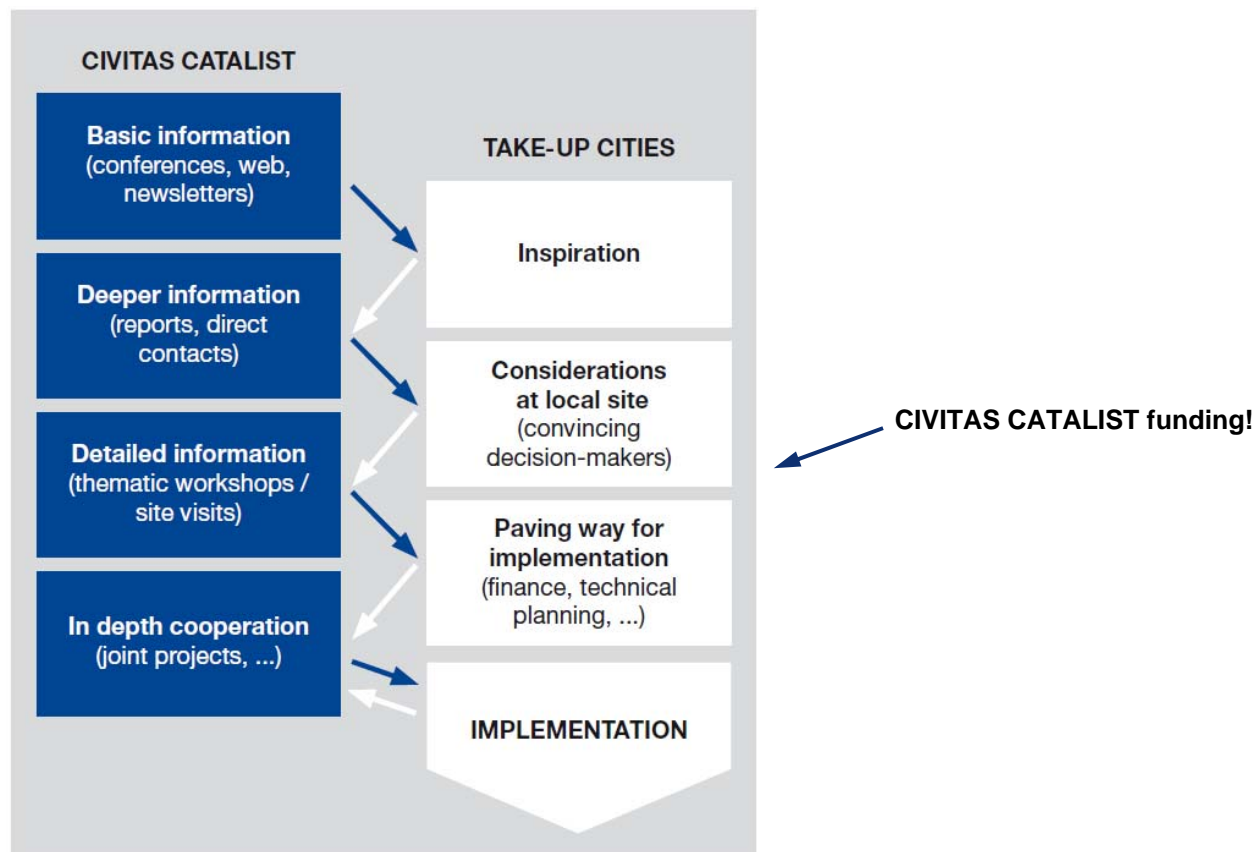 CIVITAS CATALIST
Basic information
(conferences, web,
newsletters)
Deeper information
(reports, direct
contacts)
Detailed information
(thematic workshops /
site visits)
In depth cooperation
(joint projects, ...)
TAKE-UP CITIES
Inspiration
Considerations
at local site
(convincing
decision-makers)
Paving way for
implementation
(finance, technical
planning, ...)
IMPLEMENTATION
CIVITAS CATALIST funding!